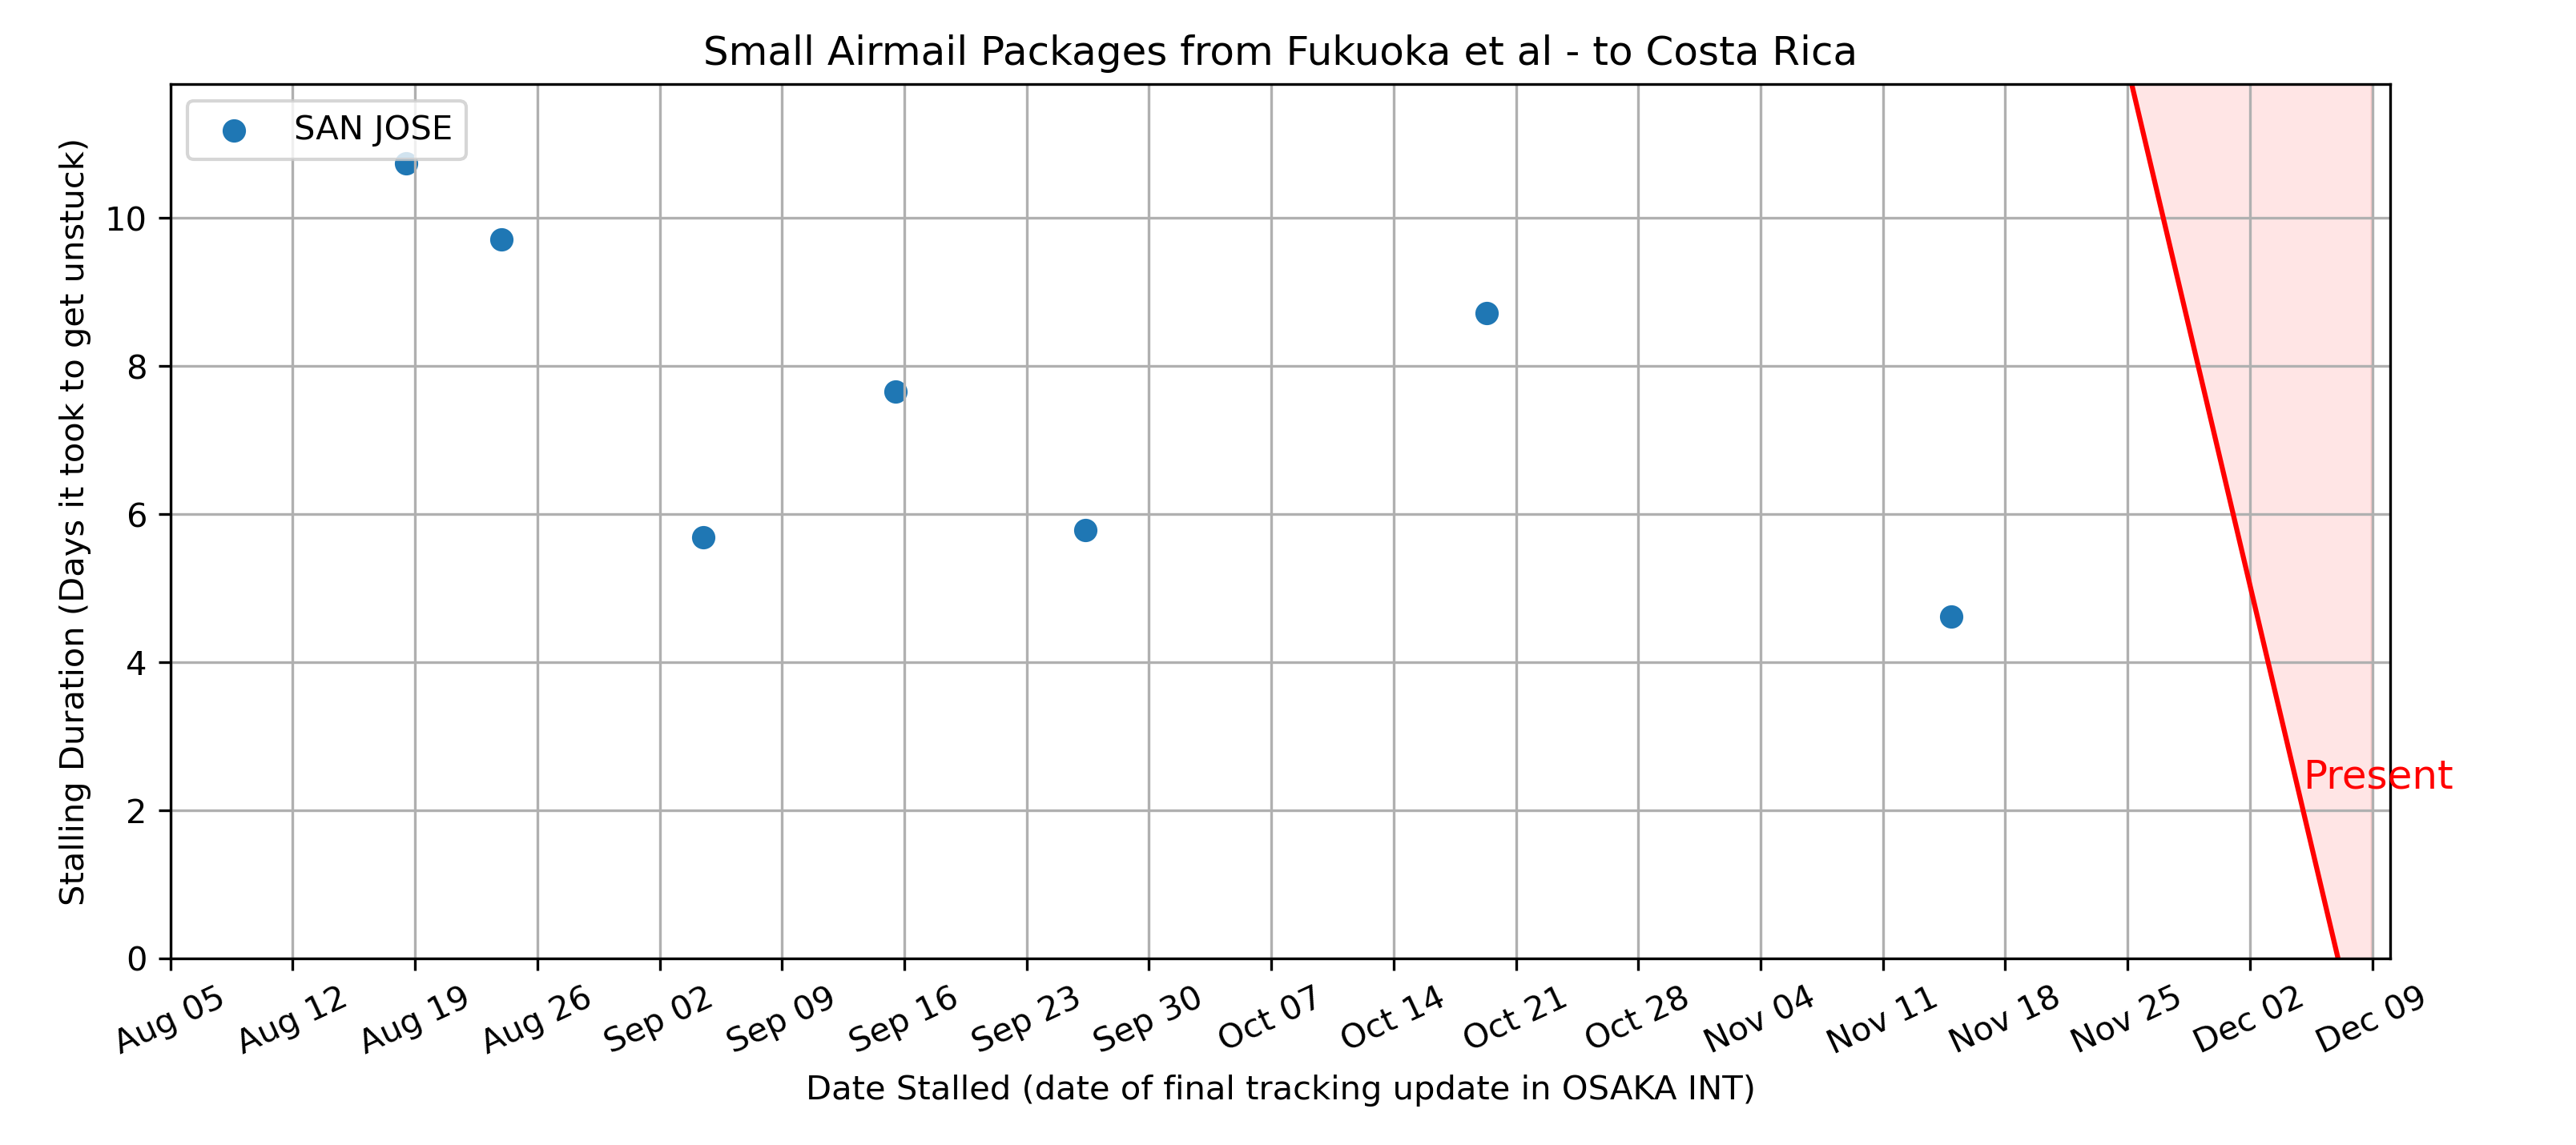 Small Airmail Packages from Fukuoka et al - to Costa Rica
SAN JOSE
Stalling Duration (Days it took to get unstuck)
10
8
6
4
2
0
Present
Aug 05
Aug 12
Aug 19
Aug 26
Sep 02
Sep 09
Sep 16
Sep 23
Sep 30
Oct 07
Oct 14
Oct 21
Oct 28
Nov 04
Nov 11
Nov 18
Nov 25
Dec 02
Dec 09
Date Stalled (date of final tracking update in OSAKA INT)